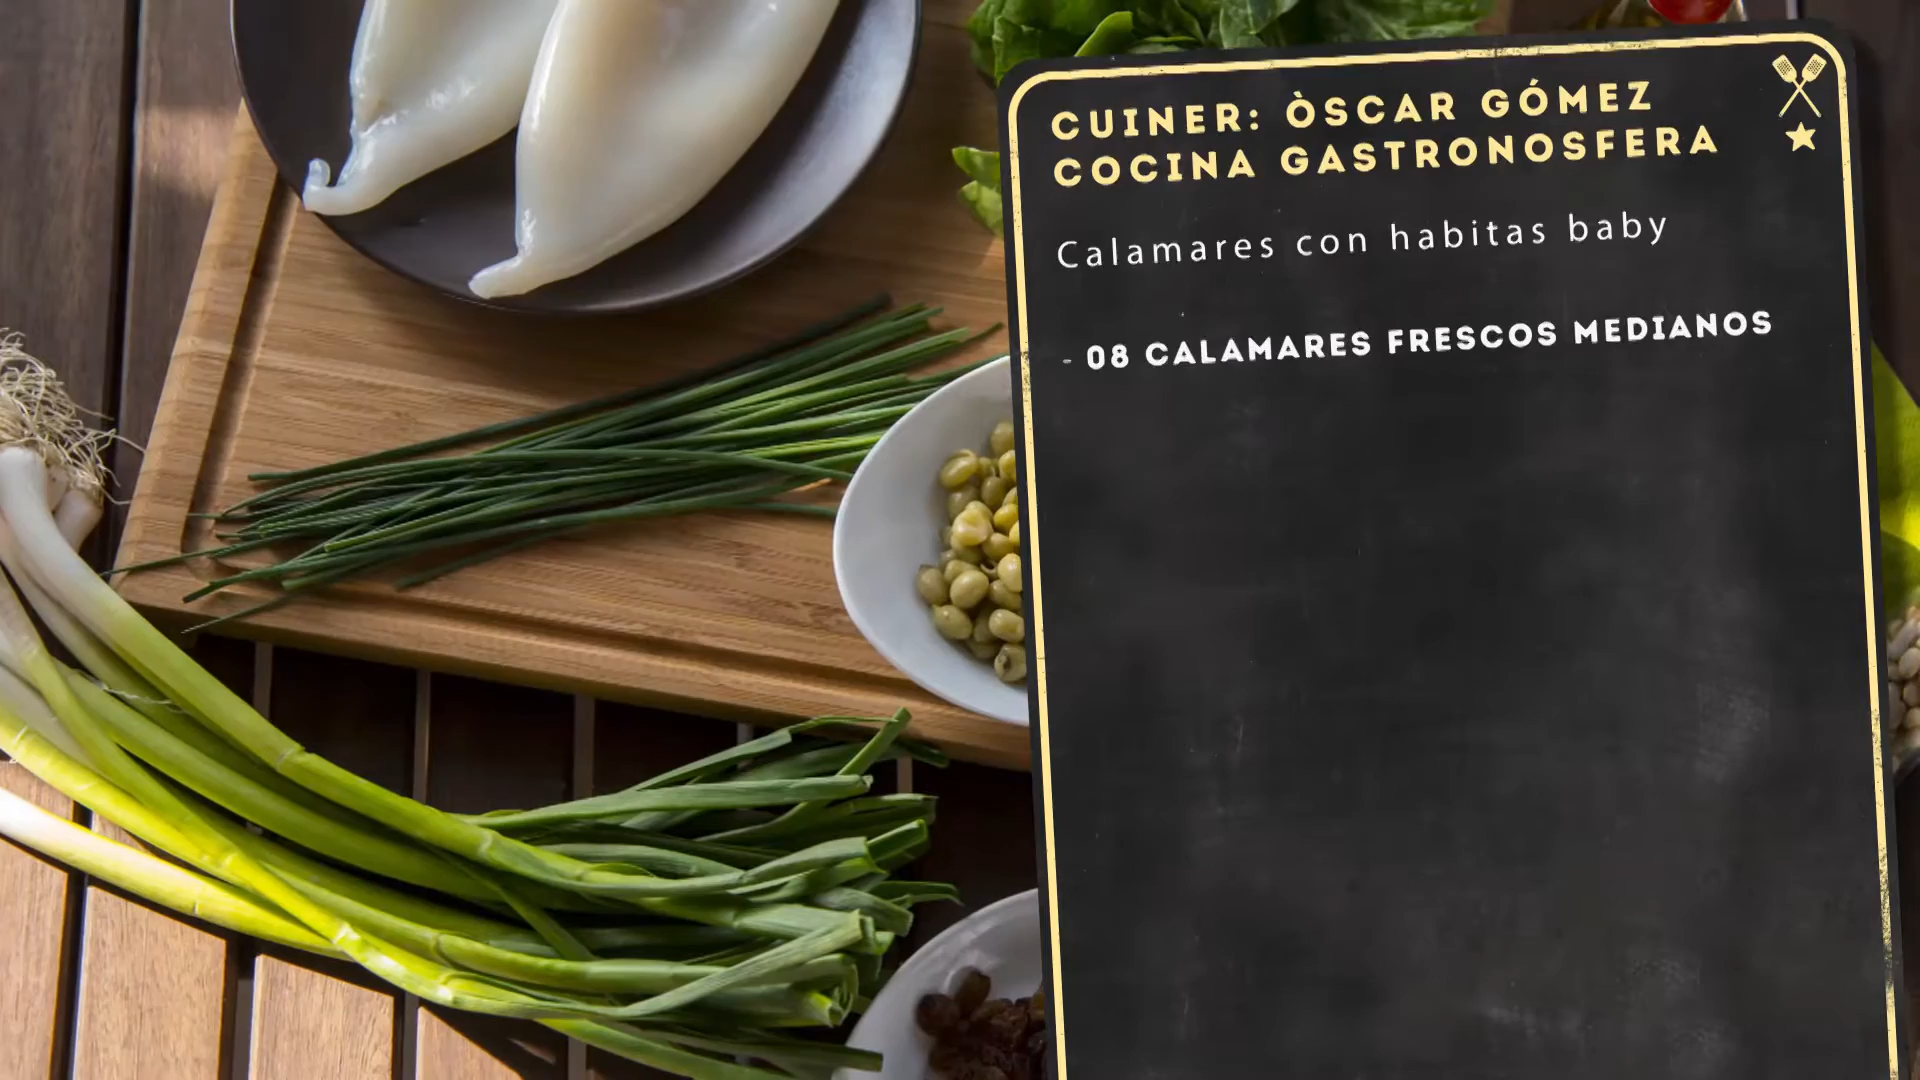 CUINER: ÒSCAR GÓMEZ
COCINA GASTRONOSFERA
Calamares con habitas baby
- 08 CALAMARES FRESCOS MEDIANOS